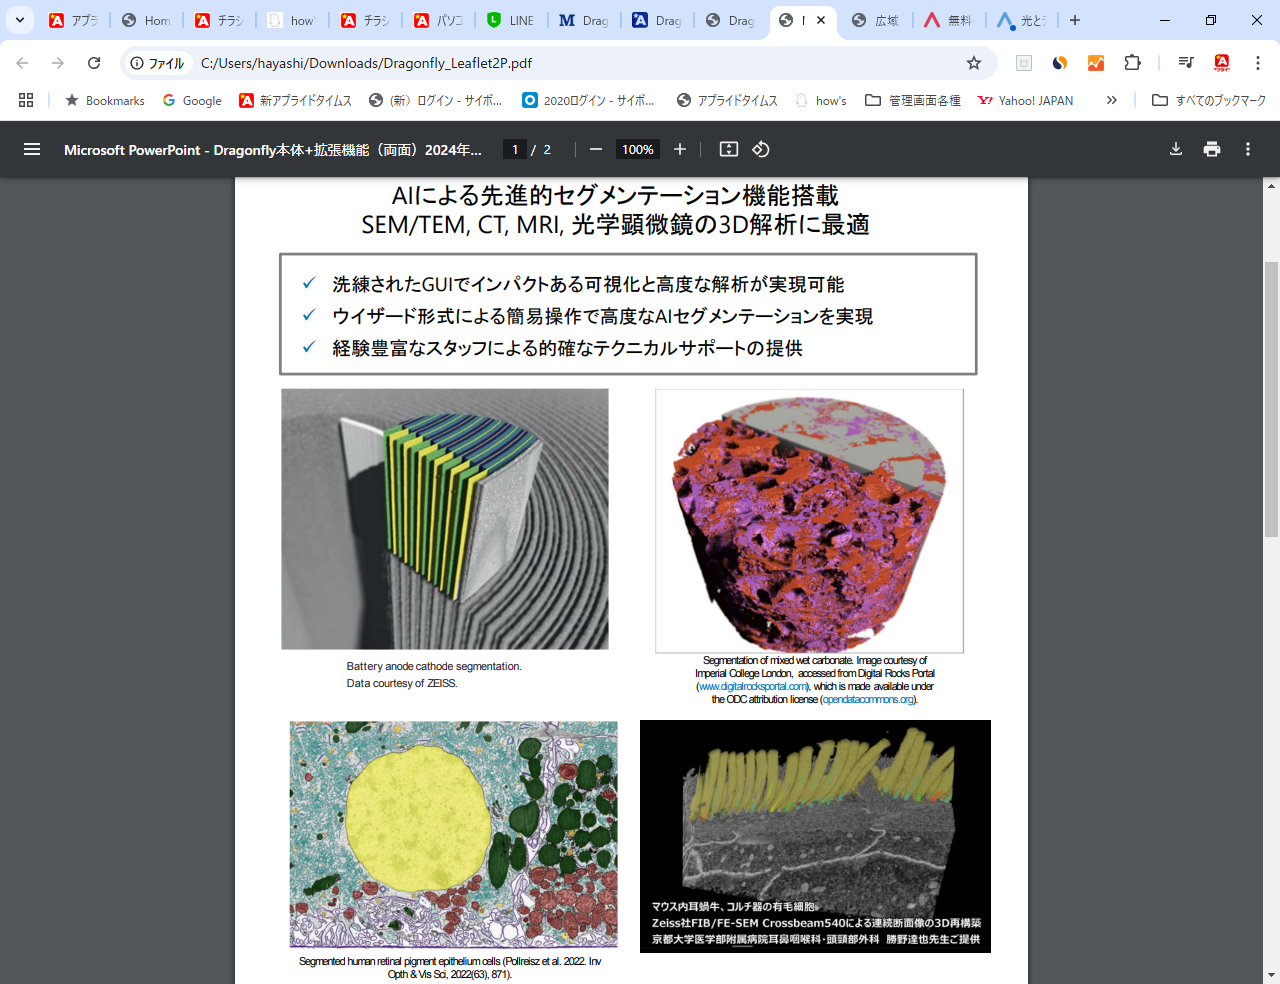 アプラ
Hom
チラシ
how'
チラシ
パソコ
LINE
Drag
Drag
Drag
広域
無料
光と
ファイル
C:/Users/hayashi/Downloads/Dragonfly_Leaflet2P.pdf
Bookmarks
Google
新アプライドタイムス
（新）ログイン - サイボ...
2020ログイン - サイボ...
アプライドタイムス
how's
管理画面各種
Yahoo! JAPAN
すべてのブックマーク
Microsoft PowerPoint - Dragonfly本体+拡張機能（両面）2024年...
1 / 2
100%
AIによる先進的セグメンテーション機能搭載
SEM/TEM, CT, MRI, 光学顕微鏡の3D解析に最適
洗練されたGUIでインパクトある可視化と高度な解析が実現可能
ウイザード形式による簡易操作で高度なAIセグメンテーションを実現
経験豊富なスタッフによる的確なテクニカルサポートの提供
Battery anode cathode segmentation.
Data courtesy of ZEISS.
Segmentation of mixed wet carbonate. Image courtesy of
Imperial College London, accessed from Digital Rocks Portal
(www.digitalrocksportal.com), which is made available under
the ODC attribution license (opendatacommons.org).
Segmented human retinal pigment epithelium cells (Pollreisz et al. 2022. Inv
Opth & Vis Sci, 2022(63), 871).
マウス内耳蝸牛、コルチ器の有毛細胞。
Zeiss社FIB/FE-SEM Crossbeam540による連続断面像の3D再構築
京都大学医学部附属病院耳鼻咽喉科・頭頸部外科 勝野達也先生ご提供